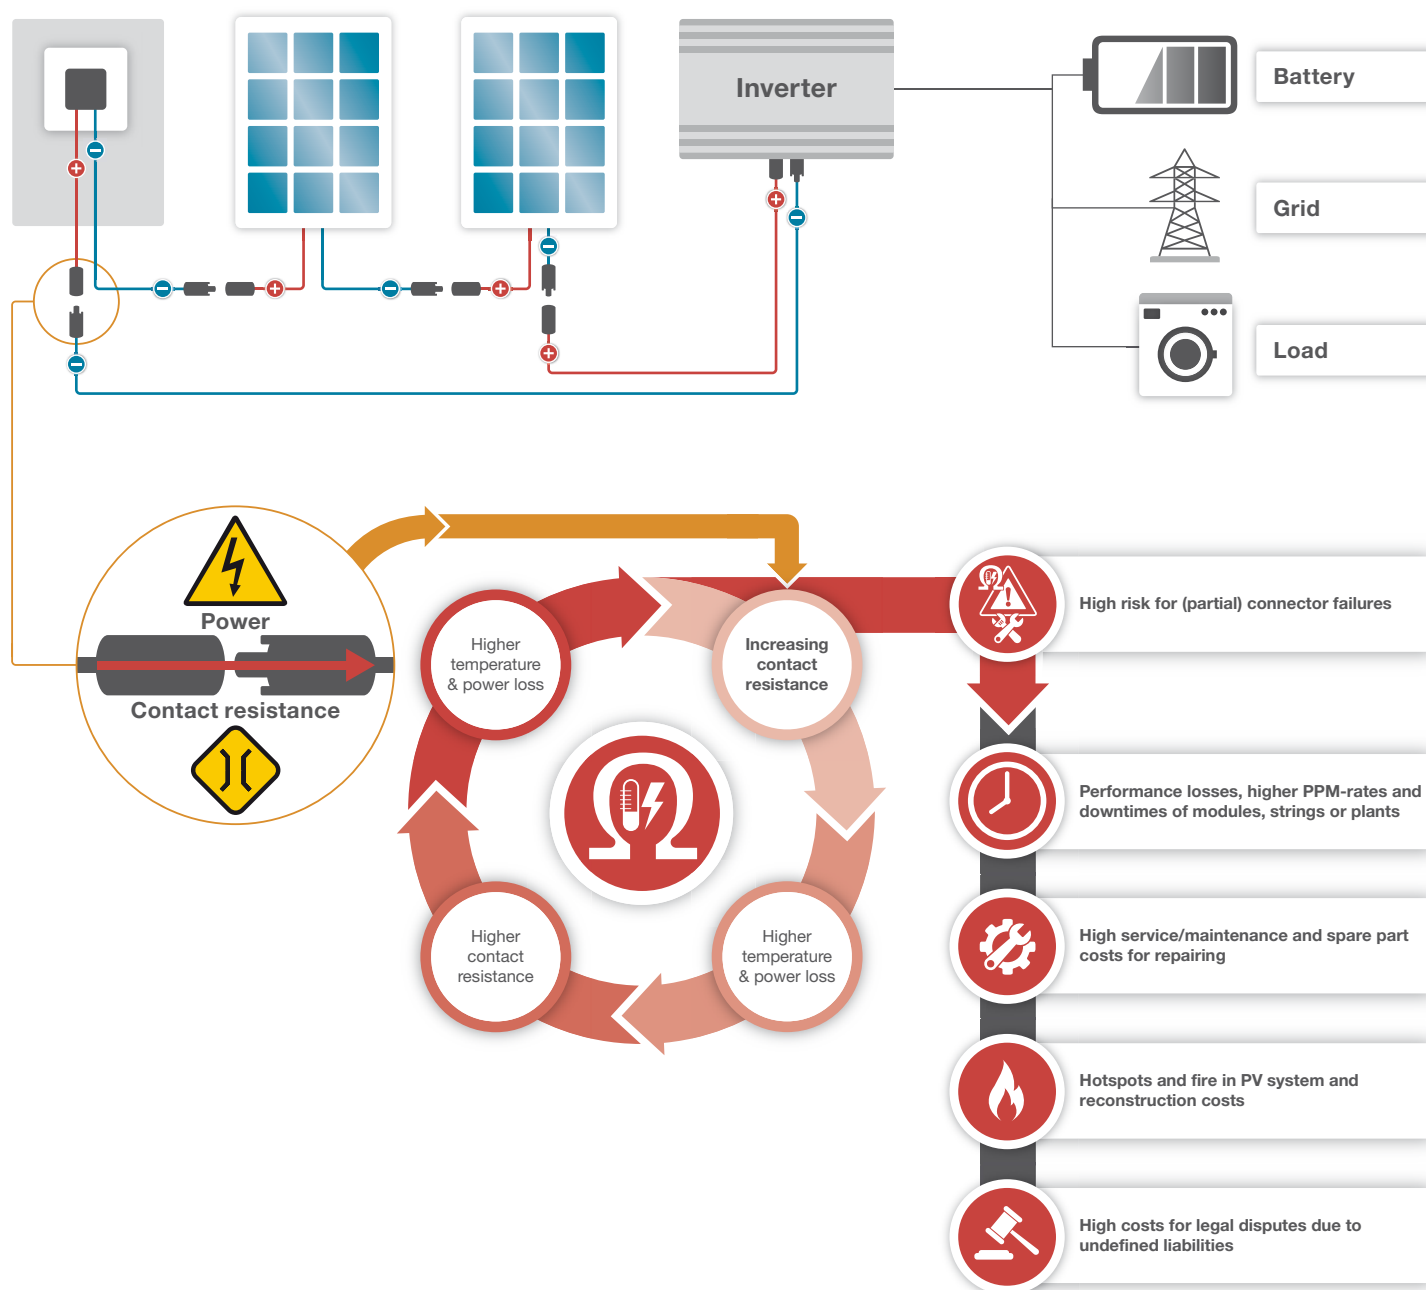 Inverter
Battery
Grid
Load
Power
Contact resistance
Higher
temperature
& power loss
Increasing
contact
resistance
Higher
contact
resistance
Higher
temperature
& power loss
High risk for (partial) connector failures
Performance losses, higher PPM-rates and
downtimes of modules, strings or plants
High service/maintenance and spare part
costs for repairing
Hotspots and fire in PV system and
reconstruction costs
High costs for legal disputes due to
undefined liabilities